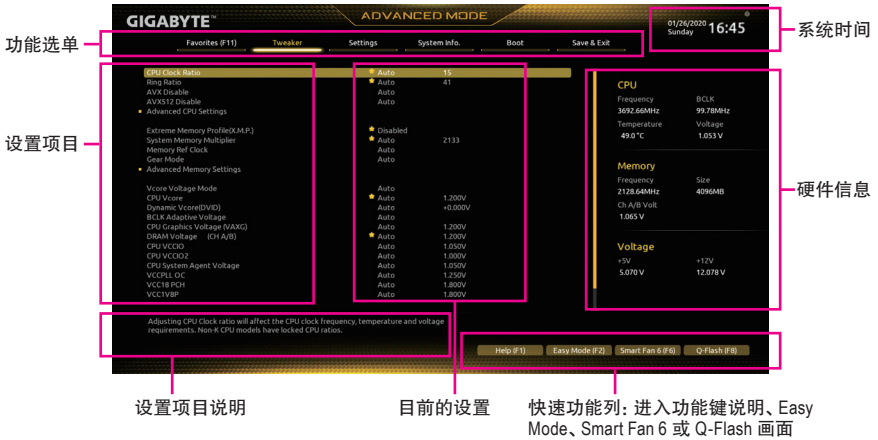 GIGABYTE™
ADVANCED MODE
01/26/2020
Sunday
16:45
系统时间
功能选单
Favorites (F11) Tweaker Settings System Info. Boot Save & Exit
设置项目
CPU Clock Ratio Auto 15
Ring Ratio Auto 41
AVX Disable Auto
AVX512 Disable Auto
Advanced CPU Settings
Extreme Memory Profile(X.M.P.) Disabled
System Memory Multiplier Auto 2133
Memory Ref Clock Auto
Gear Mode Auto
Advanced Memory Settings
Vcore Voltage Mode Auto
CPU Vcore Auto 1.200V
Dynamic Vcore(DVID) Auto +0.000V
BCLK Adaptive Voltage Auto
CPU Graphics Voltage (VAXG) Auto 1.200V
DRAM Voltage (CH A/B) Auto 1.200V
CPU VCCIO Auto 1.050V
CPU VCCIO2 Auto 1.000V
CPU System Agent Voltage Auto 1.050V
VCCPLL OC Auto 1.250V
VCC18 PCH Auto 1.800V
VCC1V8P Auto 1.800V
CPU
Frequency BCLK
3692.66MHz 99.78MHz
Temperature Voltage
49.0 °C 1.053 V
Memory
Frequency Size
2128.64MHz 4096MB
Ch A/B Volt
1.065 V
Voltage
+5V +12V
5.070 V 12.078 V
硬件信息
Adjusting CPU Clock ratio will affect the CPU clock frequency, temperature and voltage
requirements. Non-K CPU models have locked CPU ratios.
Help (F1) Easy Mode (F2) Smart Fan 6 (F6) Q-Flash (F8)
设置项目说明
目前的设置
快速功能列: 进入功能键说明、Easy
Mode、Smart Fan 6 或 Q-Flash 画面